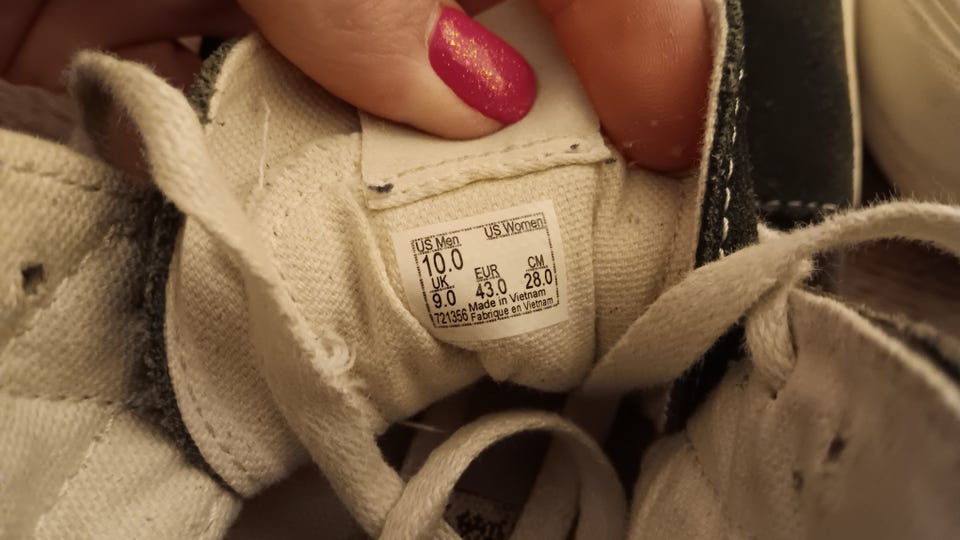 US Men US Women
10.0
UK EUR CM
9.0 43.0 28.0
721356 Made in Vietnam
Fabrique en Vietnam